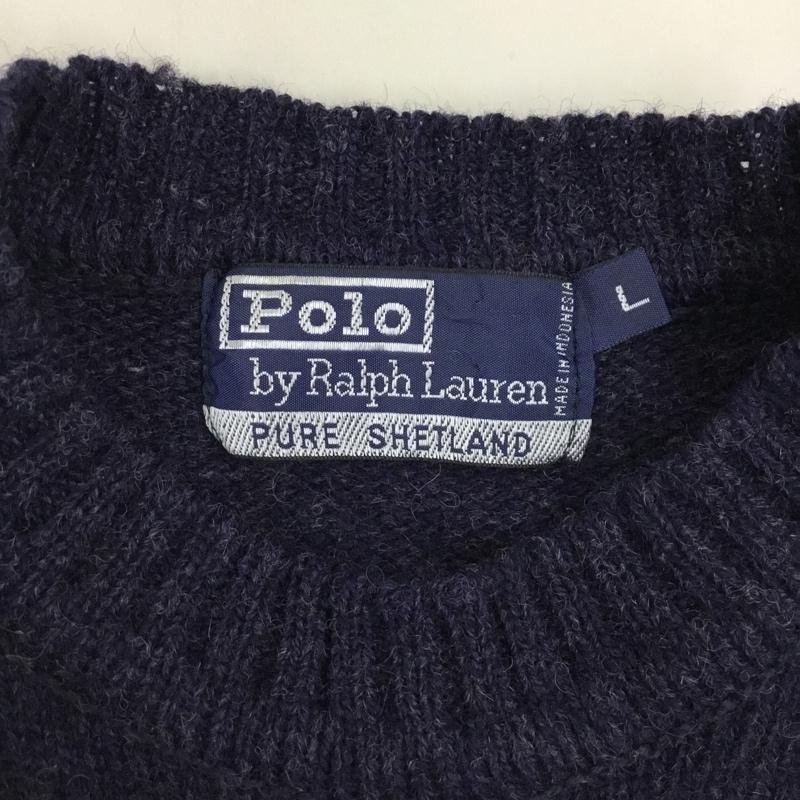 Polo
by Ralph Lauren
PURE SHETLAND
MADE IN INDONESIA
L